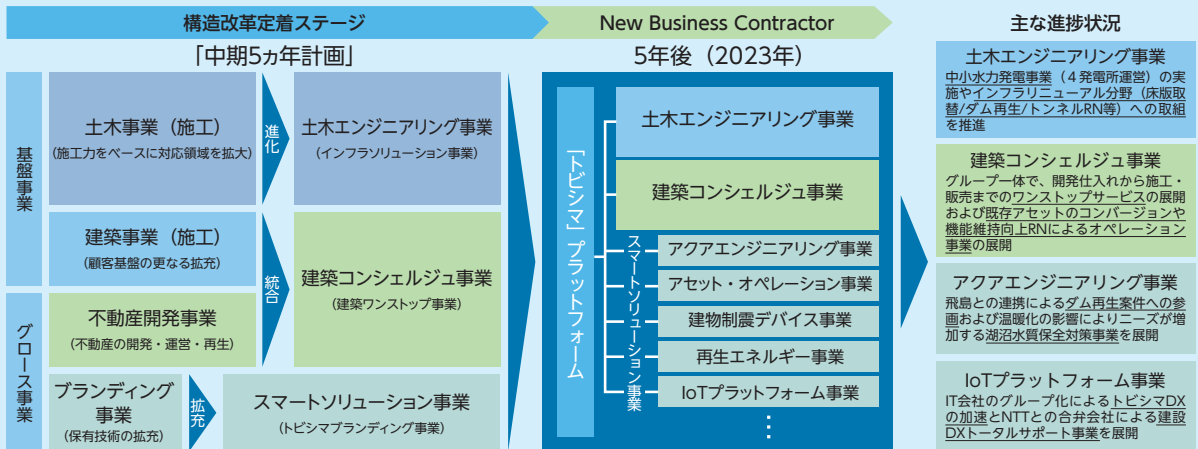 構造改革定着ステージ
New Business Contractor
主な進捗状況
「中期5ヵ年計画」
5年後（2023年）
基盤事業
土木事業（施工）
（施工力をベースに対応領域を拡大）
進化
土木エンジニアリング事業
（インフラソリューション事業）
建築事業（施工）
（顧客基盤の更なる拡充）
統合
建築コンシェルジュ事業
（建築ワンストップ事業）
グロース事業
不動産開発事業
（不動産の開発・運営・再生）
ブランディング
事業
（保有技術の拡充）
拡充
スマートソリューション事業
（トビシマブランディング事業）
「トビシマ」プラットフォーム
土木エンジニアリング事業
建築コンシェルジュ事業
スマートソリューション事業
アクアエンジニアリング事業
アセット・オペレーション事業
建物制震デバイス事業
再生エネルギー事業
IoTプラットフォーム事業
⋮
土木エンジニアリング事業
中小水力発電事業（４発電所運営）の実
施やインフラリニューアル分野（床版取
替/ダム再生/トンネルRN等）への取組
を推進
建築コンシェルジュ事業
グループ一体で、開発仕入れから施工・
販売までのワンストップサービスの展開
および既存アセットのコンバージョンや
機能維持向上RNによるオペレーション
事業の展開
アクアエンジニアリング事業
飛島との連携によるダム再生案件への参
画および温暖化の影響によりニーズが増
加する湖沼水質保全対策事業を展開
IoTプラットフォーム事業
IT会社のグループ化によるトビシマDX
の加速とNTTとの合弁会社による建設
DXトータルサポート事業を展開